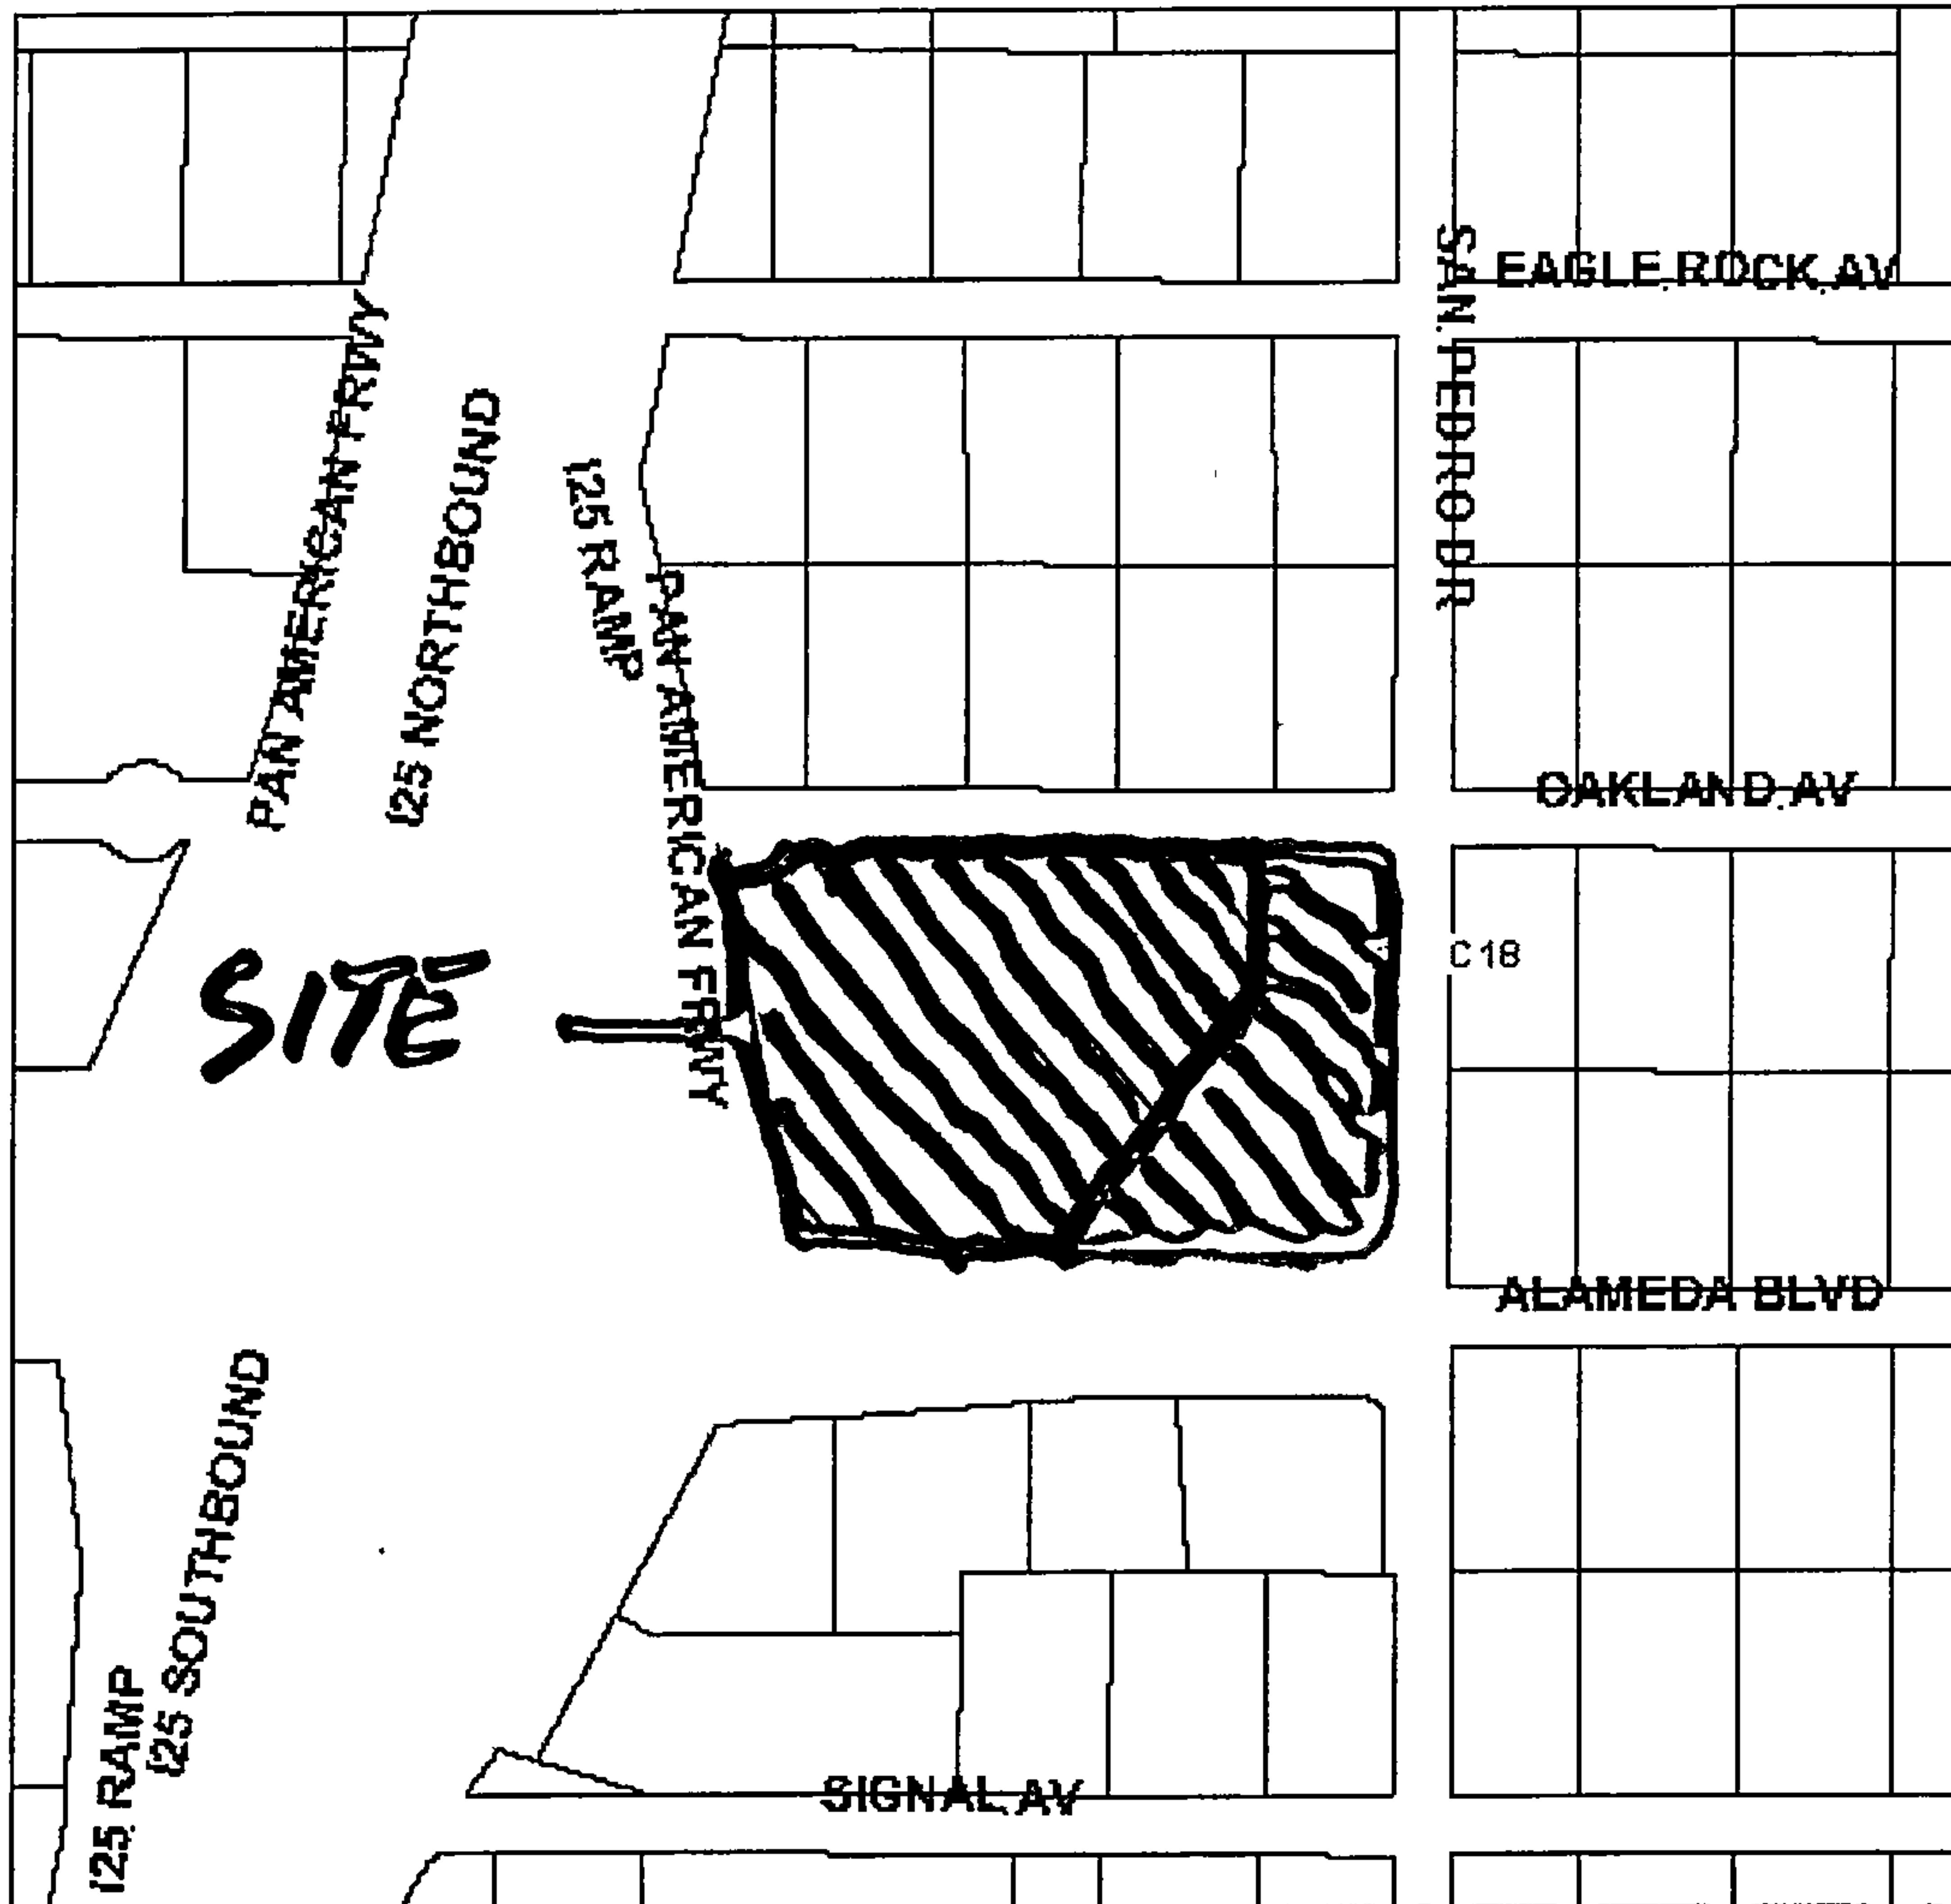 EAGLE ROCK AV
SAN PEDRO DR
PAN AMERICAN FRWY
I25 NORTHBOUND
I25 RAMP
PAN AMERICAN FRWY
OAKLAND AV
SITE
C18
ALAMEDA BLVD
I25 SOUTHBOUND
I25 RAMP
SIGNAL AV